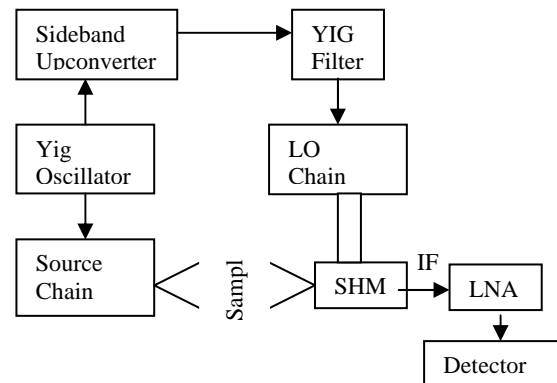 Sideband
Upconverter
YIG
Filter
Yig
Oscillator
LO
Chain
Source
Chain
Sampl
SHM
IF
LNA
Detector